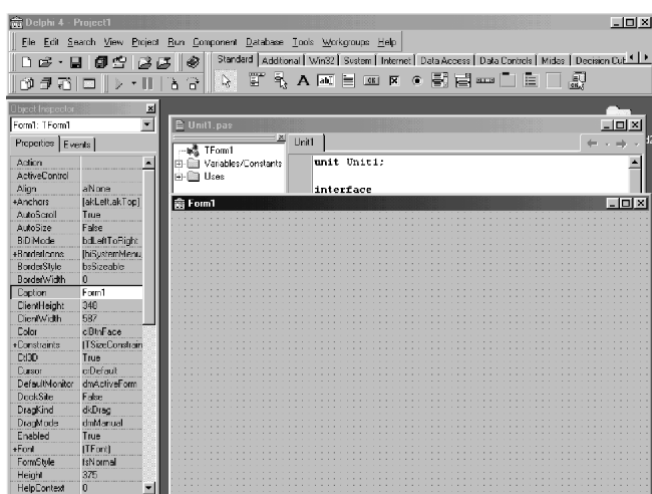 Delphi 4 - Project1
File Edit Search View Project Run Component Database Tools Workgroups Help
Standard Additional Win32 System Internet Data Access Data Controls Midas Decision Cub
A
Object Inspector
Form1: TForm1
Properties Events
Action
ActiveControl
Align alNone
+Anchors [akLeft,akTop]
AutoScroll True
AutoSize False
BiDiMode bdLeftToRight
+BorderIcons [biSystemMenu
BorderStyle bsSizeable
BorderWidth 0
Caption Form1
ClientHeight 348
ClientWidth 587
Color clBtnFace
+Constraints (TSizeConstrain
Ctl3D True
Cursor crDefault
DefaultMonitor dmActiveForm
DockSite False
DragKind dkDrag
DragMode dmManual
Enabled True
+Font (TFont)
FormStyle fsNormal
Height 375
HelpContext 0
Unit1.pas
TForm1
Variables/Constants
Uses
Unit1
unit Unit1;
interface
Form1